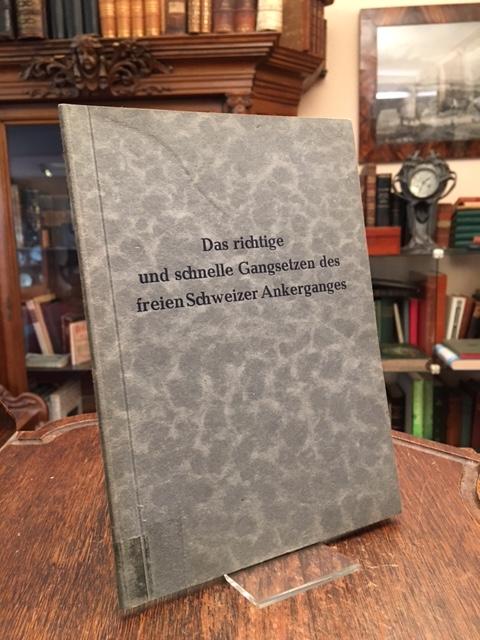 Das richtige
und schnelle Gangsetzen des
freien Schweizer Ankerganges